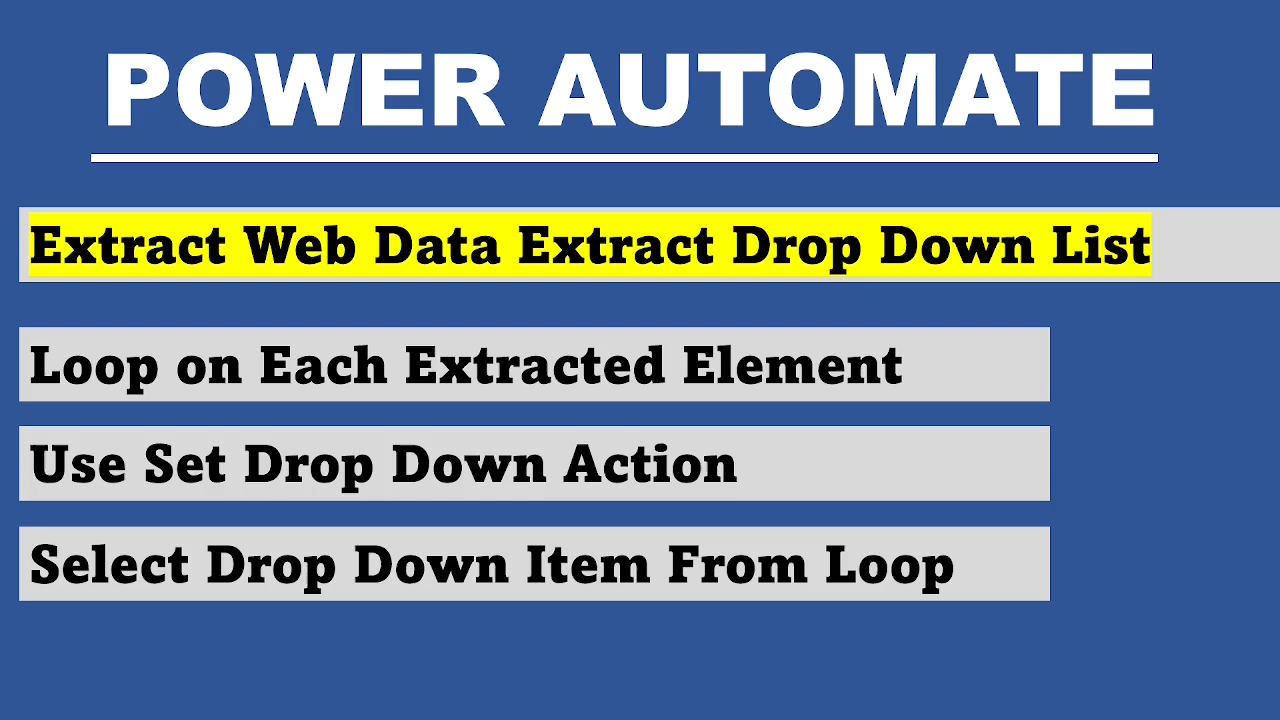 POWER AUTOMATE
Extract Web Data Extract Drop Down List
Loop on Each Extracted Element
Use Set Drop Down Action
Select Drop Down Item From Loop